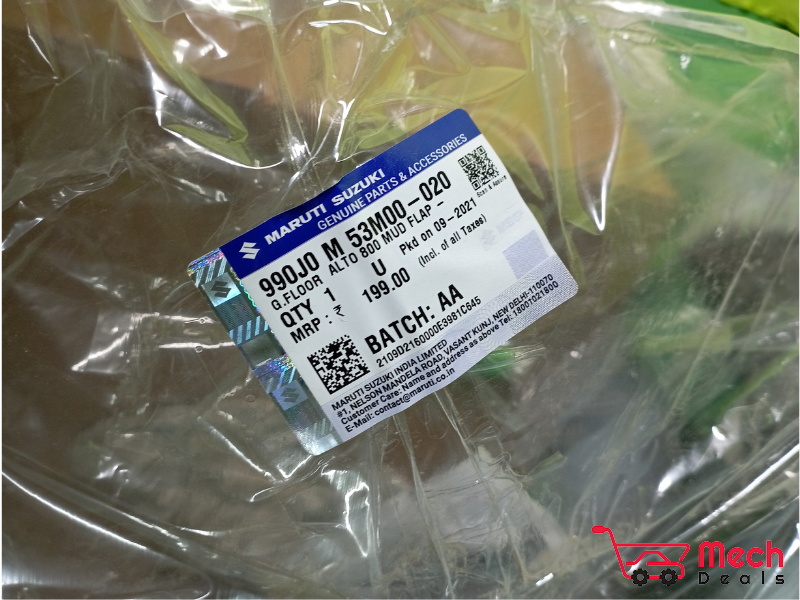 MARUTI SUZUKI
GENUINE PARTS & ACCESSORIES
990J0 M 53M00-020
G.FLOOR ALTO 800 MUD FLAP -
QTY 1 U Pkd on 09-2021
MRP : ₹ 199.00 (Incl. of all Taxes)
Scan & Assure
BATCH: AA
2109D2160000E3981C645
MARUTI SUZUKI INDIA LIMITED
#1, NELSON MANDELA ROAD, VASANT KUNJ, NEW DELHI-110070
Customer Care: Name and address as above Tel: 18001021800
E-Mail: contact@maruti.co.in
Mech
Deals